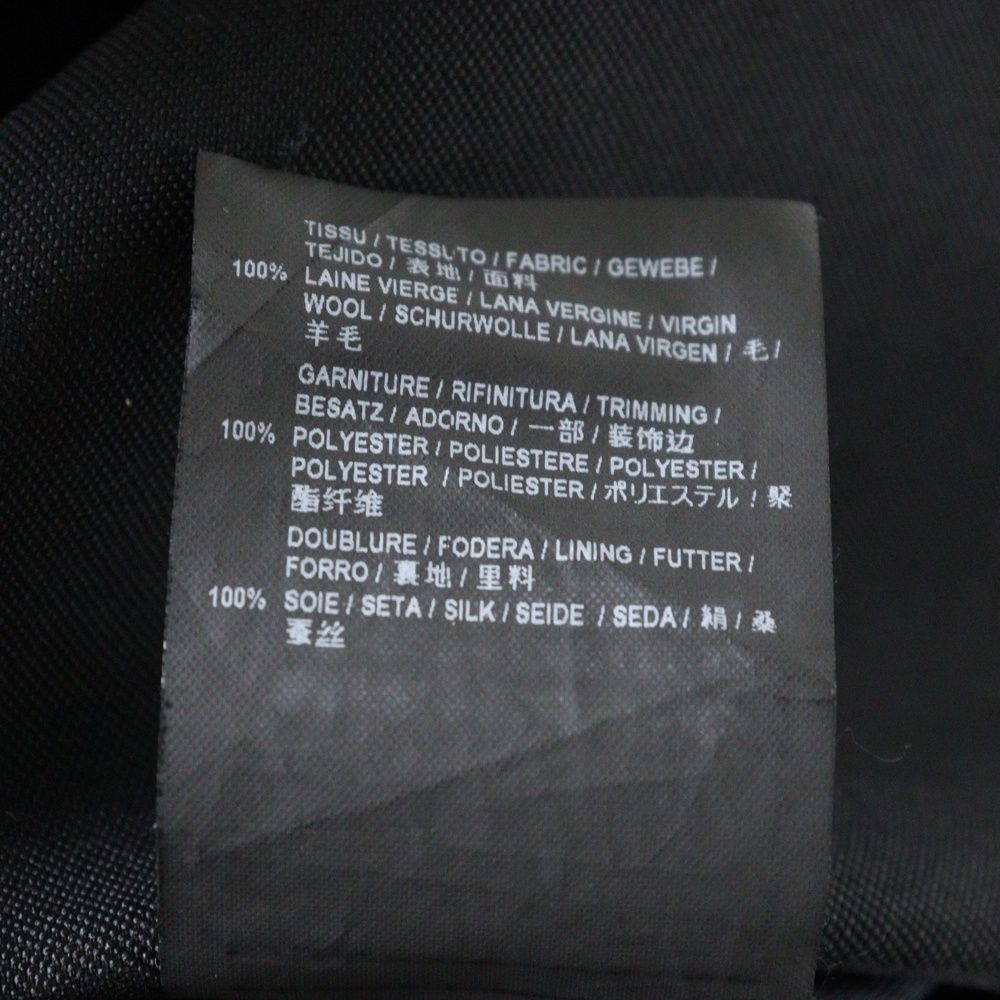 TISSU / TESSUTO / FABRIC / GEWEBE /
TEJIDO / 表地 / 面料
100% LAINE VIERGE / LANA VERGINE / VIRGIN
WOOL / SCHURWOLLE / LANA VIRGEN / 毛 /
羊毛
GARNITURE / RIFINITURA / TRIMMING /
BESATZ / ADORNO / 一部 / 装饰边
100% POLYESTER / POLIESTERE / POLYESTER /
POLYESTER / POLIESTER / ポリエステル / 聚
酯纤维
DOUBLURE / FODERA / LINING / FUTTER /
FORRO / 裏地 / 里料
100% SOIE / SETA / SILK / SEIDE / SEDA / 絹 / 桑
蚕丝